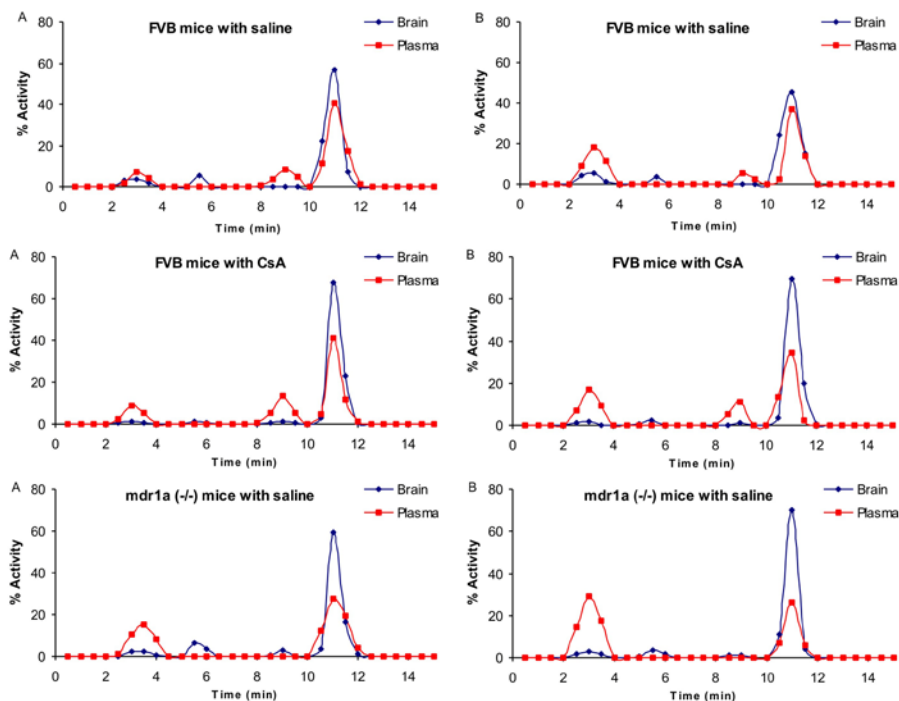 A
FVB mice with saline
Brain
Plasma
% Activity
80
60
40
20
0
0 2 4 6 8 10 12 14
Time (min)
B
FVB mice with saline
Brain
Plasma
% Activity
80
60
40
20
0
0 2 4 6 8 10 12 14
Time (min)
A
FVB mice with CsA
Brain
Plasma
% Activity
80
60
40
20
0
0 2 4 6 8 10 12 14
Time (min)
B
FVB mice with CsA
Brain
Plasma
% Activity
80
60
40
20
0
0 2 4 6 8 10 12 14
Time (min)
A
mdr1a (-/-) mice with saline
Brain
Plasma
% Activity
80
60
40
20
0
0 2 4 6 8 10 12 14
Time (min)
B
mdr1a (-/-) mice with saline
Brain
Plasma
% Activity
80
60
40
20
0
0 2 4 6 8 10 12 14
Time (min)